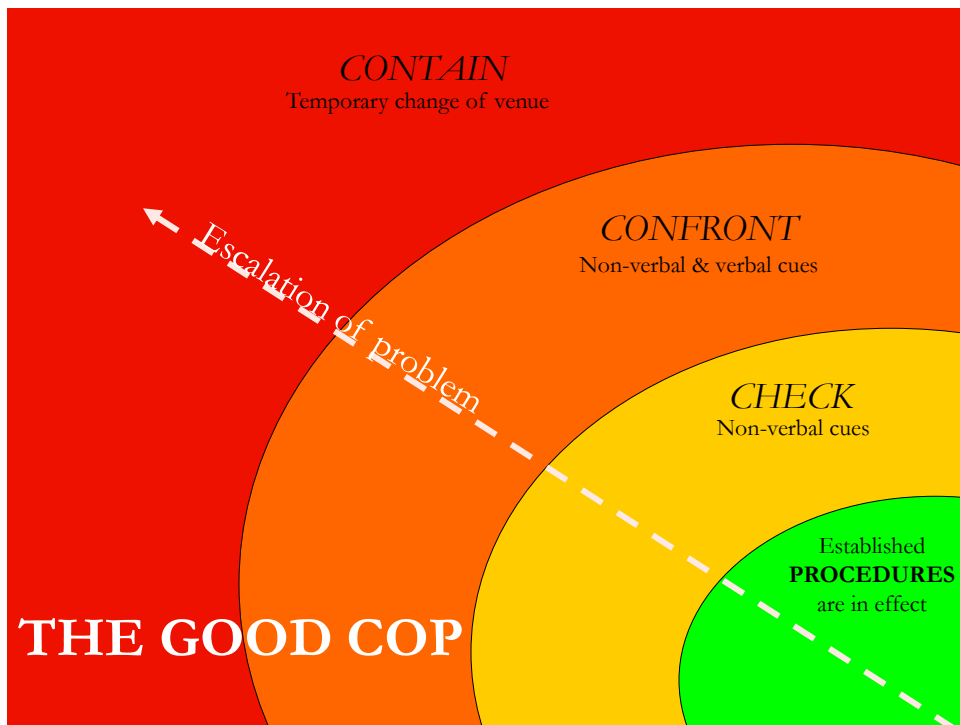 CONTAIN
Temporary change of venue
CONFRONT
Non-verbal & verbal cues
Escalation of problem
CHECK
Non-verbal cues
Established
PROCEDURES
are in effect
THE GOOD COP